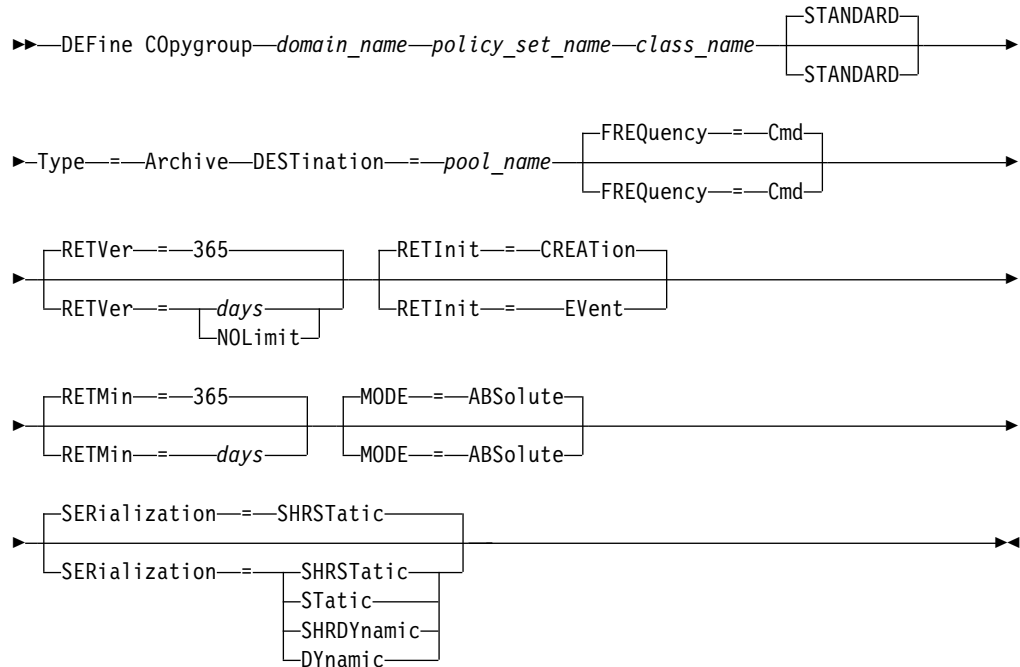 STANDARD
DEFine COpygroup domain_name policy_set_name class_name
STANDARD
FREQuency = Cmd
Type = Archive DESTination = pool_name
FREQuency = Cmd
RETVer = 365 RETInit = CREATion
RETVer = days RETInit = EVent
NOLimit
RETMin = 365 MODE = ABSolute
RETMin = days MODE = ABSolute
SERialization = SHRSTatic
SERialization = SHRSTatic
STatic
SHRDYnamic
DYnamic